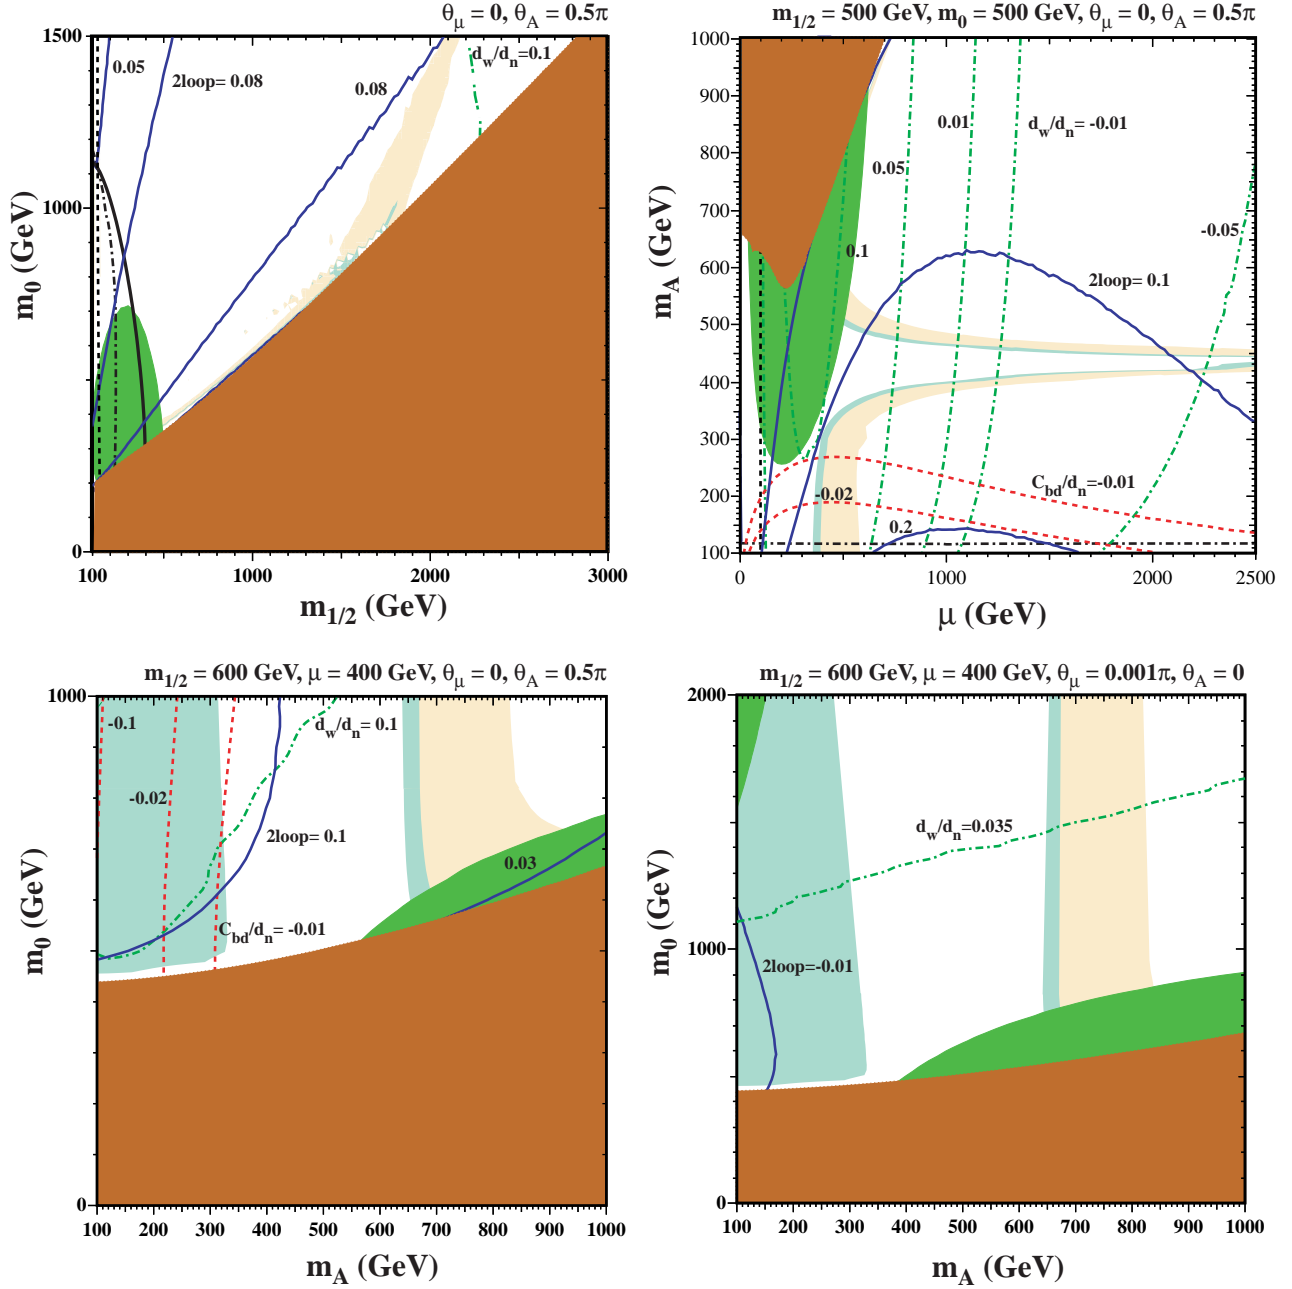 θμ = 0, θA = 0.5π
1500
1000
0
m0 (GeV)
0.05
2loop= 0.08
0.08
dw/dn=0.1
100
1000
2000
3000
m1/2 (GeV)
m1/2 = 500 GeV, m0 = 500 GeV, θμ = 0, θA = 0.5π
1000
900
800
700
600
500
400
300
200
100
mA (GeV)
0.01
dw/dn= -0.01
0.05
-0.05
0.1
2loop= 0.1
Cbd/dn=-0.01
-0.02
0.2
0
1000
2000
2500
μ (GeV)
m1/2 = 600 GeV, μ = 400 GeV, θμ = 0, θA = 0.5π
1000
0
m0 (GeV)
-0.1
dw/dn= 0.1
-0.02
2loop= 0.1
0.03
Cbd/dn= -0.01
100
200
300
400
500
600
700
800
900
1000
mA (GeV)
m1/2 = 600 GeV, μ = 400 GeV, θμ = 0.001π, θA = 0
2000
1000
0
m0 (GeV)
dw/dn=0.035
2loop=-0.01
100
200
300
400
500
600
700
800
900
1000
mA (GeV)